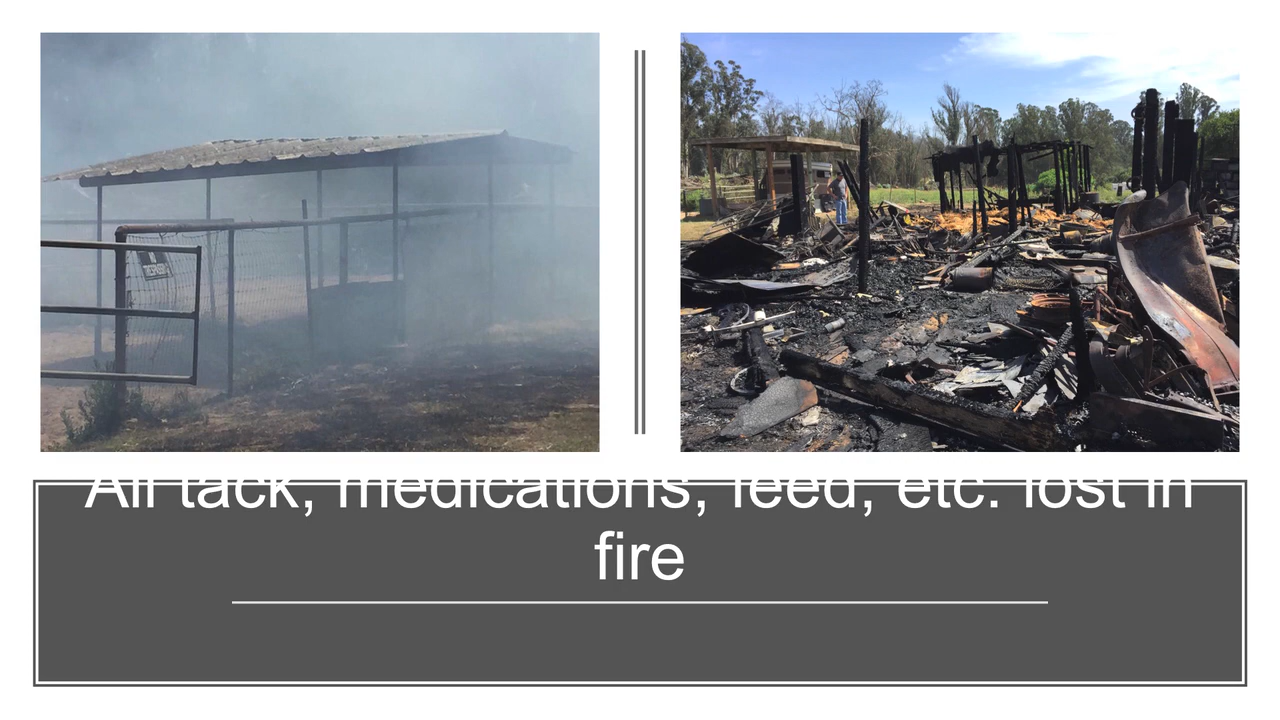 All tack, medications, feed, etc. lost in
fire